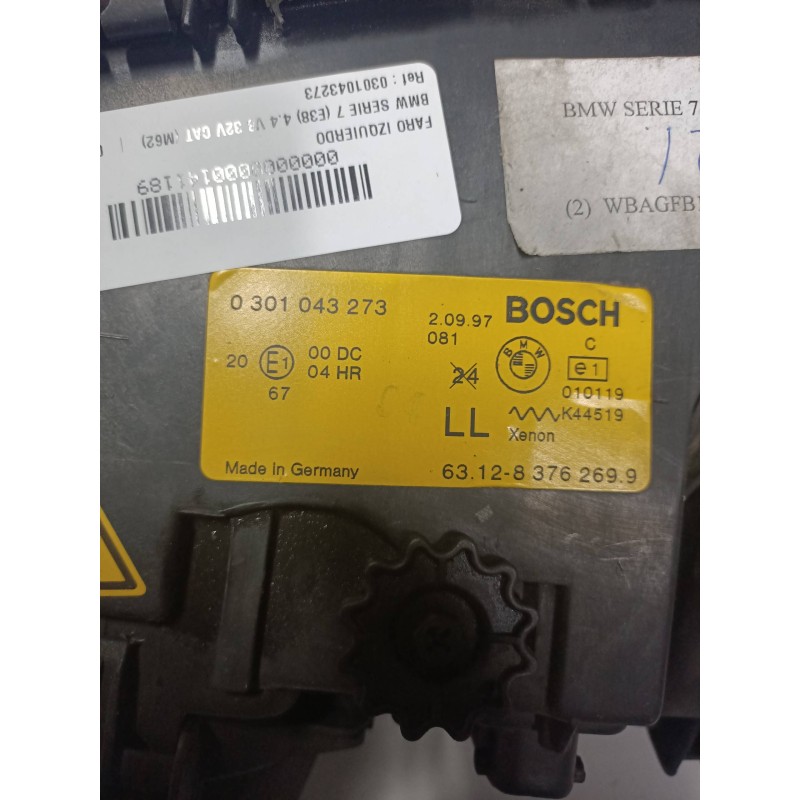 FARO IZQUIERDO
BMW SERIE 7 (E38) 4.4 V8 32V CAT (M62)
Ref : 0301043273
BMW SERIE 7
(2) WBAGFB
0 301 043 273
2.09.97
BOSCH
081
20 E1 00 DC
04 HR
67
24
BMW
C
e1
010119
LL
K44519
Xenon
Made in Germany
63.12-8 376 269.9